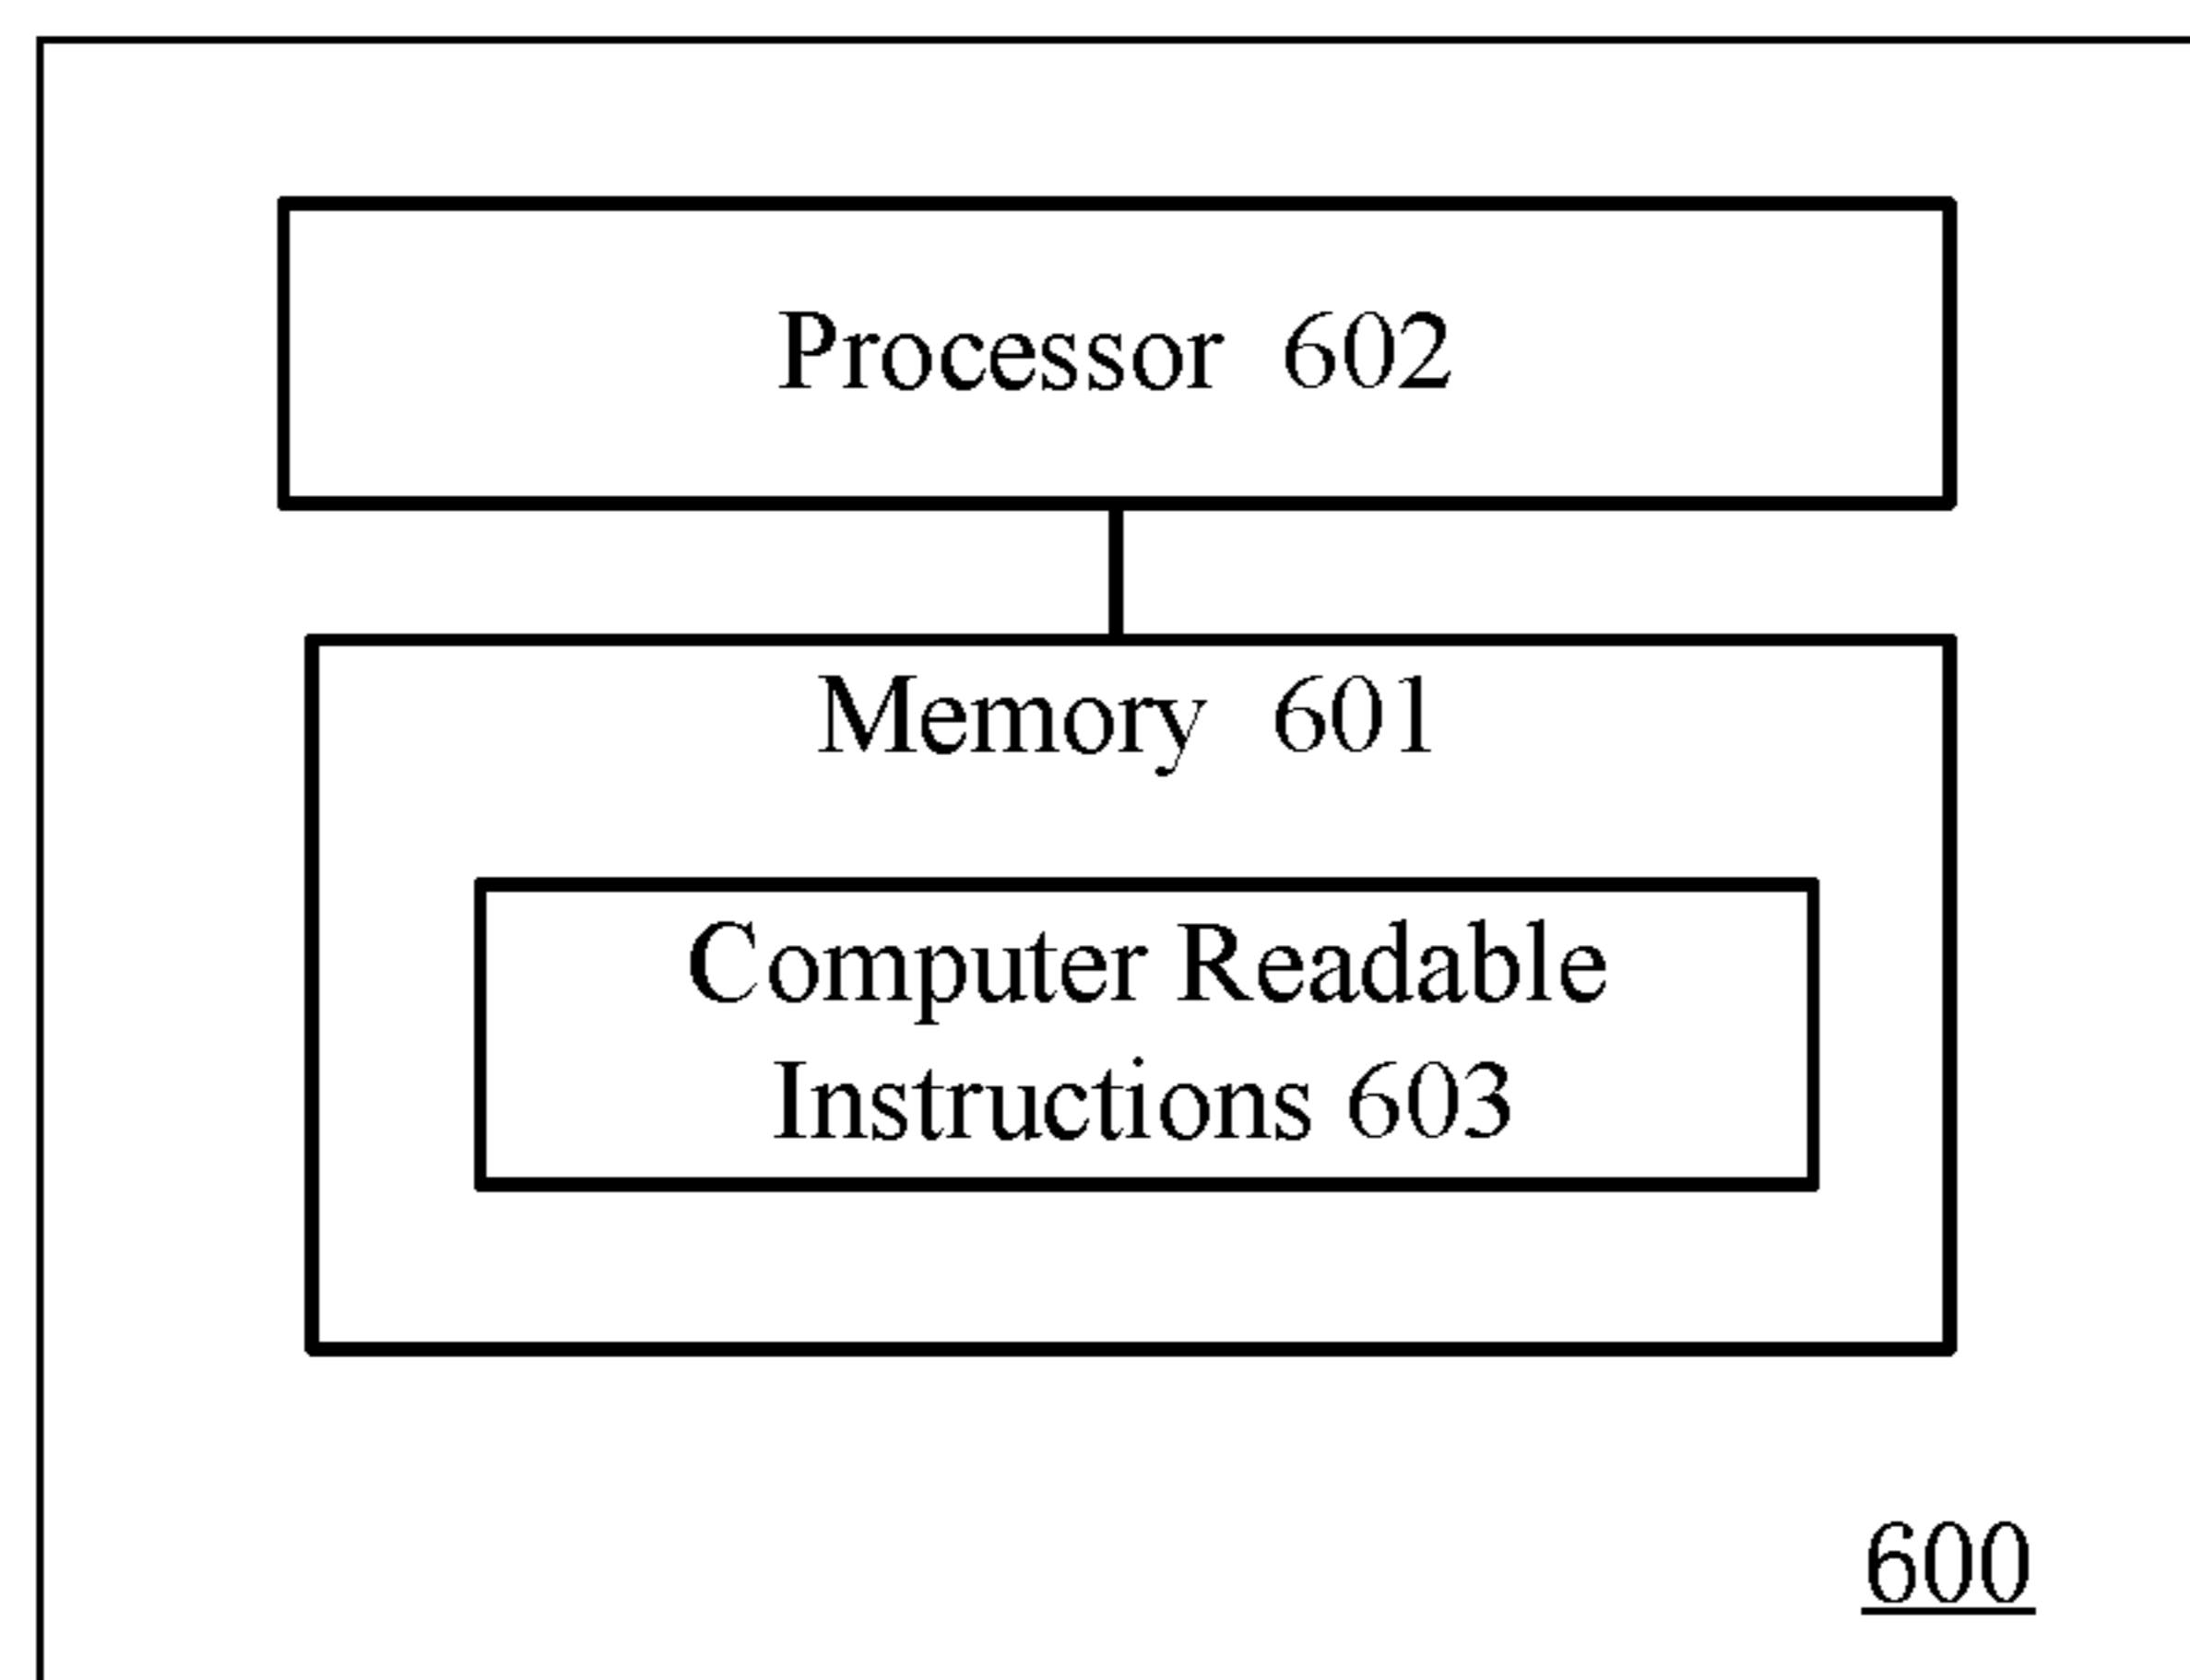 Processor 602
Memory 601
Computer Readable
Instructions 603
600